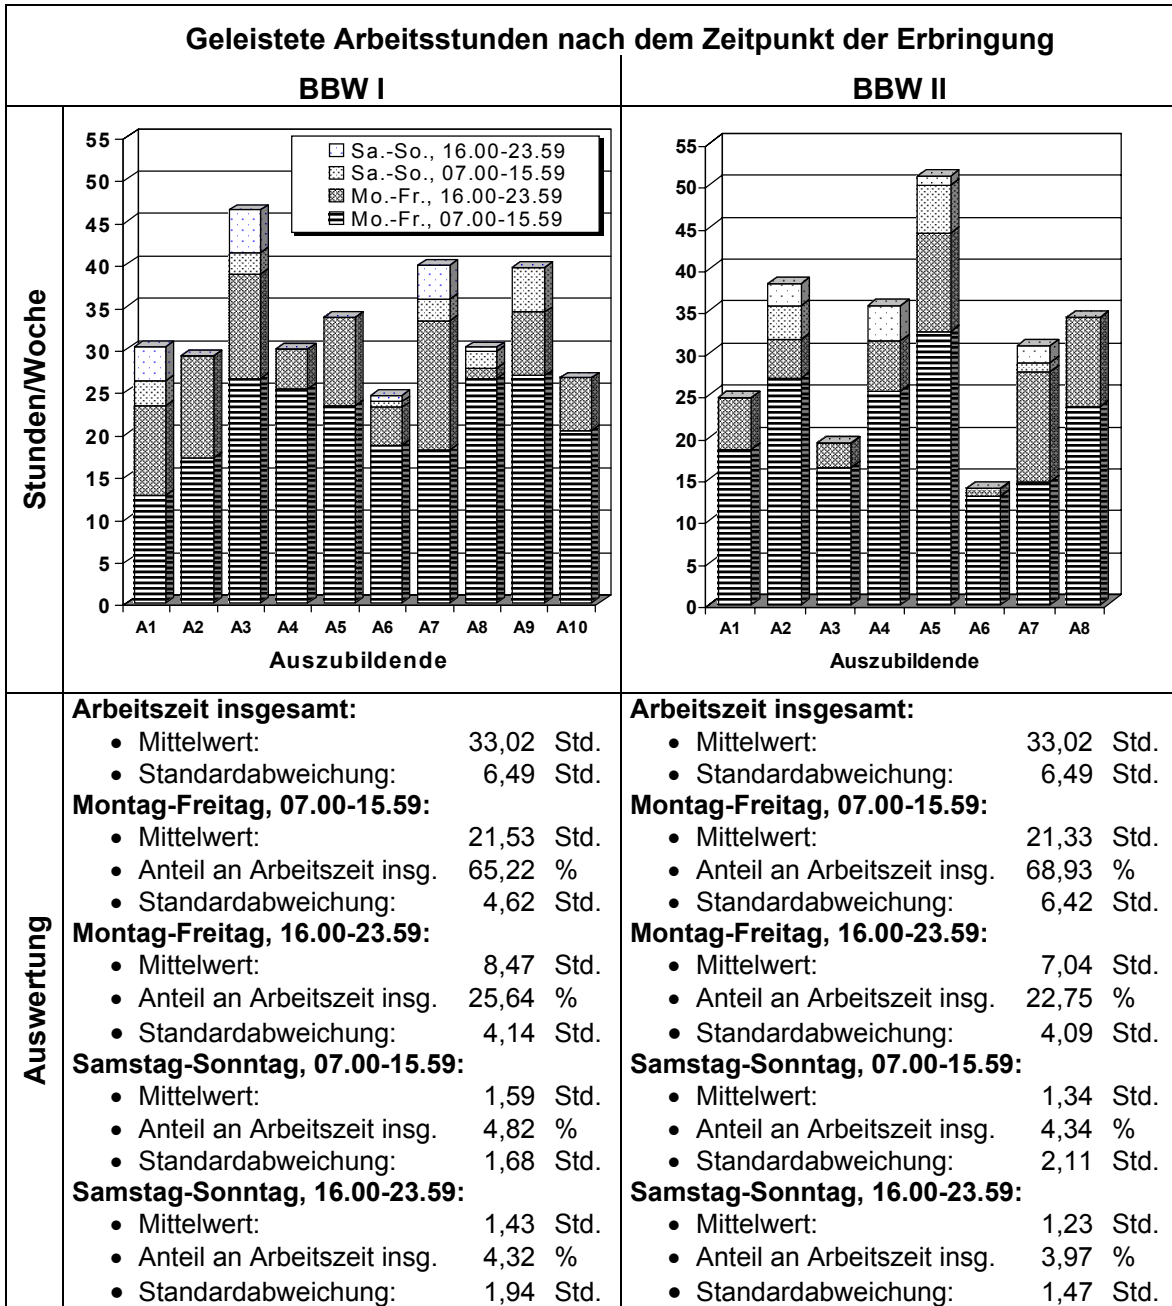 Geleistete Arbeitsstunden nach dem Zeitpunkt der Erbringung
BBW I
BBW II
Stunden/Woche
55
50
45
40
35
30
25
20
15
10
5
0
Sa.-So., 16.00-23.59
Sa.-So., 07.00-15.59
Mo.-Fr., 16.00-23.59
Mo.-Fr., 07.00-15.59
A1 A2 A3 A4 A5 A6 A7 A8 A9 A10
Auszubildende
55
50
45
40
35
30
25
20
15
10
5
0
A1 A2 A3 A4 A5 A6 A7 A8
Auszubildende
Auswertung
Arbeitszeit insgesamt:
• Mittelwert: 33,02 Std.
• Standardabweichung: 6,49 Std.
Montag-Freitag, 07.00-15.59:
• Mittelwert: 21,53 Std.
• Anteil an Arbeitszeit insg. 65,22 %
• Standardabweichung: 4,62 Std.
Montag-Freitag, 16.00-23.59:
• Mittelwert: 8,47 Std.
• Anteil an Arbeitszeit insg. 25,64 %
• Standardabweichung: 4,14 Std.
Samstag-Sonntag, 07.00-15.59:
• Mittelwert: 1,59 Std.
• Anteil an Arbeitszeit insg. 4,82 %
• Standardabweichung: 1,68 Std.
Samstag-Sonntag, 16.00-23.59:
• Mittelwert: 1,43 Std.
• Anteil an Arbeitszeit insg. 4,32 %
• Standardabweichung: 1,94 Std.
Arbeitszeit insgesamt:
• Mittelwert: 33,02 Std.
• Standardabweichung: 6,49 Std.
Montag-Freitag, 07.00-15.59:
• Mittelwert: 21,33 Std.
• Anteil an Arbeitszeit insg. 68,93 %
• Standardabweichung: 6,42 Std.
Montag-Freitag, 16.00-23.59:
• Mittelwert: 7,04 Std.
• Anteil an Arbeitszeit insg. 22,75 %
• Standardabweichung: 4,09 Std.
Samstag-Sonntag, 07.00-15.59:
• Mittelwert: 1,34 Std.
• Anteil an Arbeitszeit insg. 4,34 %
• Standardabweichung: 2,11 Std.
Samstag-Sonntag, 16.00-23.59:
• Mittelwert: 1,23 Std.
• Anteil an Arbeitszeit insg. 3,97 %
• Standardabweichung: 1,47 Std.